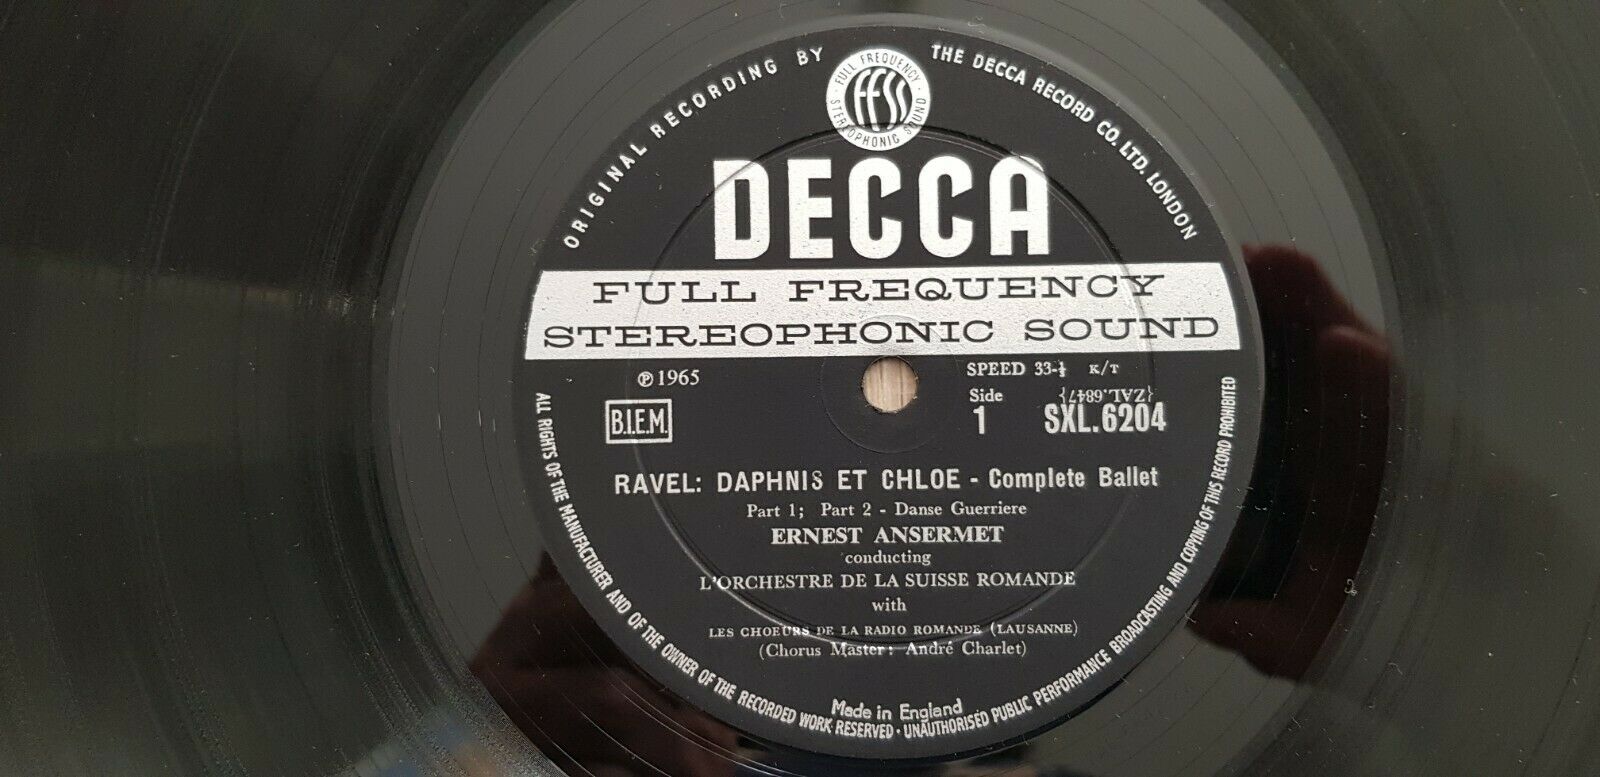 ORIGINAL RECORDING BY THE DECCA RECORD CO. LTD. LONDON
FULL FREQUENCY STEREOPHONIC SOUND
FFSS
DECCA
FULL FREQUENCY
STEREOPHONIC SOUND
SPEED 33-⅓ K/T
℗ 1965
Side
{ZAL.6847}
B.I.E.M.
1 SXL.6204
RAVEL: DAPHNIS ET CHLOE - Complete Ballet
Part 1; Part 2 - Danse Guerriere
ERNEST ANSERMET
conducting
L'ORCHESTRE DE LA SUISSE ROMANDE
with
LES CHOEURS DE LA RADIO ROMANDE (LAUSANNE)
(Chorus Master: André Charlet)
Made in England
ALL RIGHTS OF THE MANUFACTURER AND OF THE OWNER OF THE RECORDED WORK RESERVED · UNAUTHORISED PUBLIC PERFORMANCE BROADCASTING AND COPYING OF THIS RECORD PROHIBITED